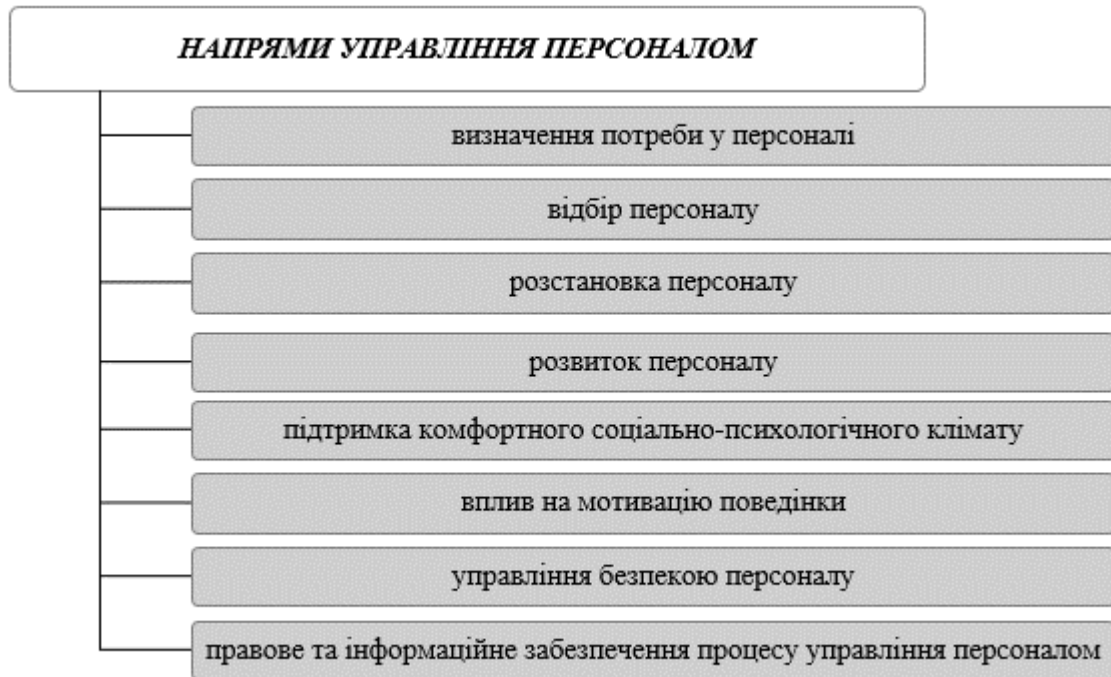 НАПРЯМИ УПРАВЛІННЯ ПЕРСОНАЛОМ
визначення потреби у персоналі
відбір персоналу
розстановка персоналу
розвиток персоналу
підтримка комфортного соціально-психологічного клімату
вплив на мотивацію поведінки
управління безпекою персоналу
правове та інформаційне забезпечення процесу управління персоналом